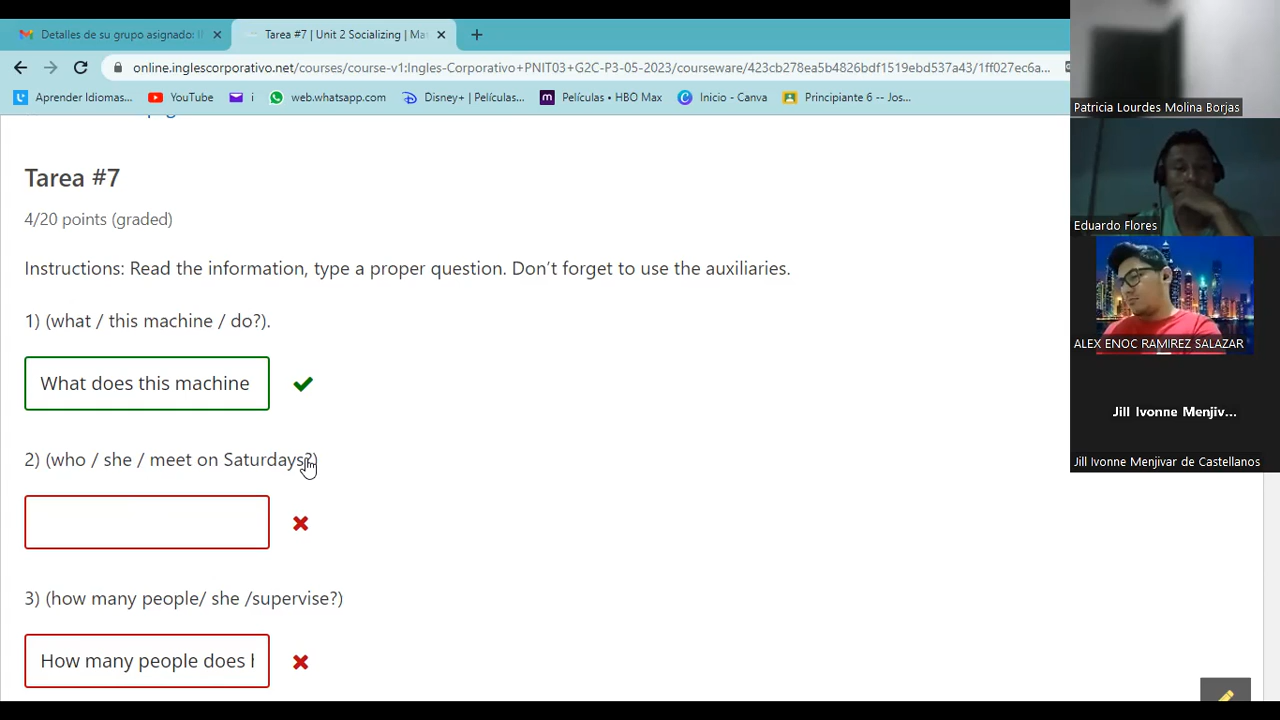 Detalles de su grupo asignado: I
Tarea #7 | Unit 2 Socializing | Ma
online.inglescorporativo.net/courses/course-v1:Ingles-Corporativo+PNIT03+G2C-P3-05-2023/courseware/423cb278ea5b4826bdf1519ebd537a43/1ff027ec6a...
Aprender Idiomas...
YouTube
i
web.whatsapp.com
Disney+ | Películas...
Películas • HBO Max
Inicio - Canva
Principiante 6 -- Jos...
Tarea #7
4/20 points (graded)
Instructions: Read the information, type a proper question. Don’t forget to use the auxiliaries.
1) (what / this machine / do?).
What does this machine
2) (who / she / meet on Saturdays?)
3) (how many people/ she /supervise?)
How many people does
Patricia Lourdes Molina Borjas
Eduardo Flores
ALEX ENOC RAMIREZ SALAZAR
Jill Ivonne Menjiv...
Jill Ivonne Menjivar de Castellanos